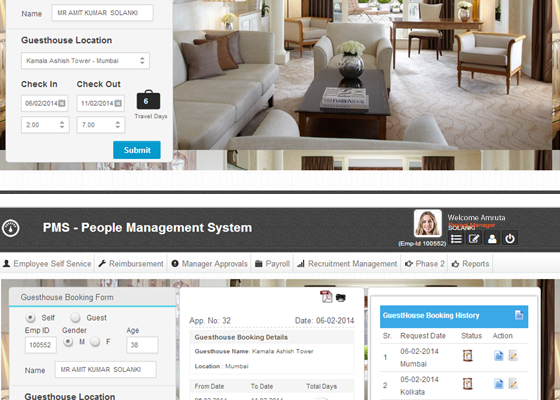 Name MR AMIT KUMAR SOLANKI
Guesthouse Location
Kamala Ashish Tower - Mumbai
Check In Check Out
06/02/2014 11/02/2014 6
Travel Days
2.00 7.00
Submit
PMS - People Management System
Welcome Amruta
SOLANKI
(Emp-Id 100552)
Employee Self Service Reimbursement Manager Approvals Payroll Recruitment Management Phase 2 Reports
Guesthouse Booking Form
Self Guest
Emp ID Gender Age
100552 M F 38
Name MR AMIT KUMAR SOLANKI
Guesthouse Location
App. No: 32 Date: 06-02-2014
Guesthouse Booking Details
Guesthouse Name: Kamala Ashish Tower
Location : Mumbai
From Date To Date Total Days
GuestHouse Booking History
Sr. Request Date Status Action
1 06-02-2014
Mumbai
2 05-02-2014
Kolkata